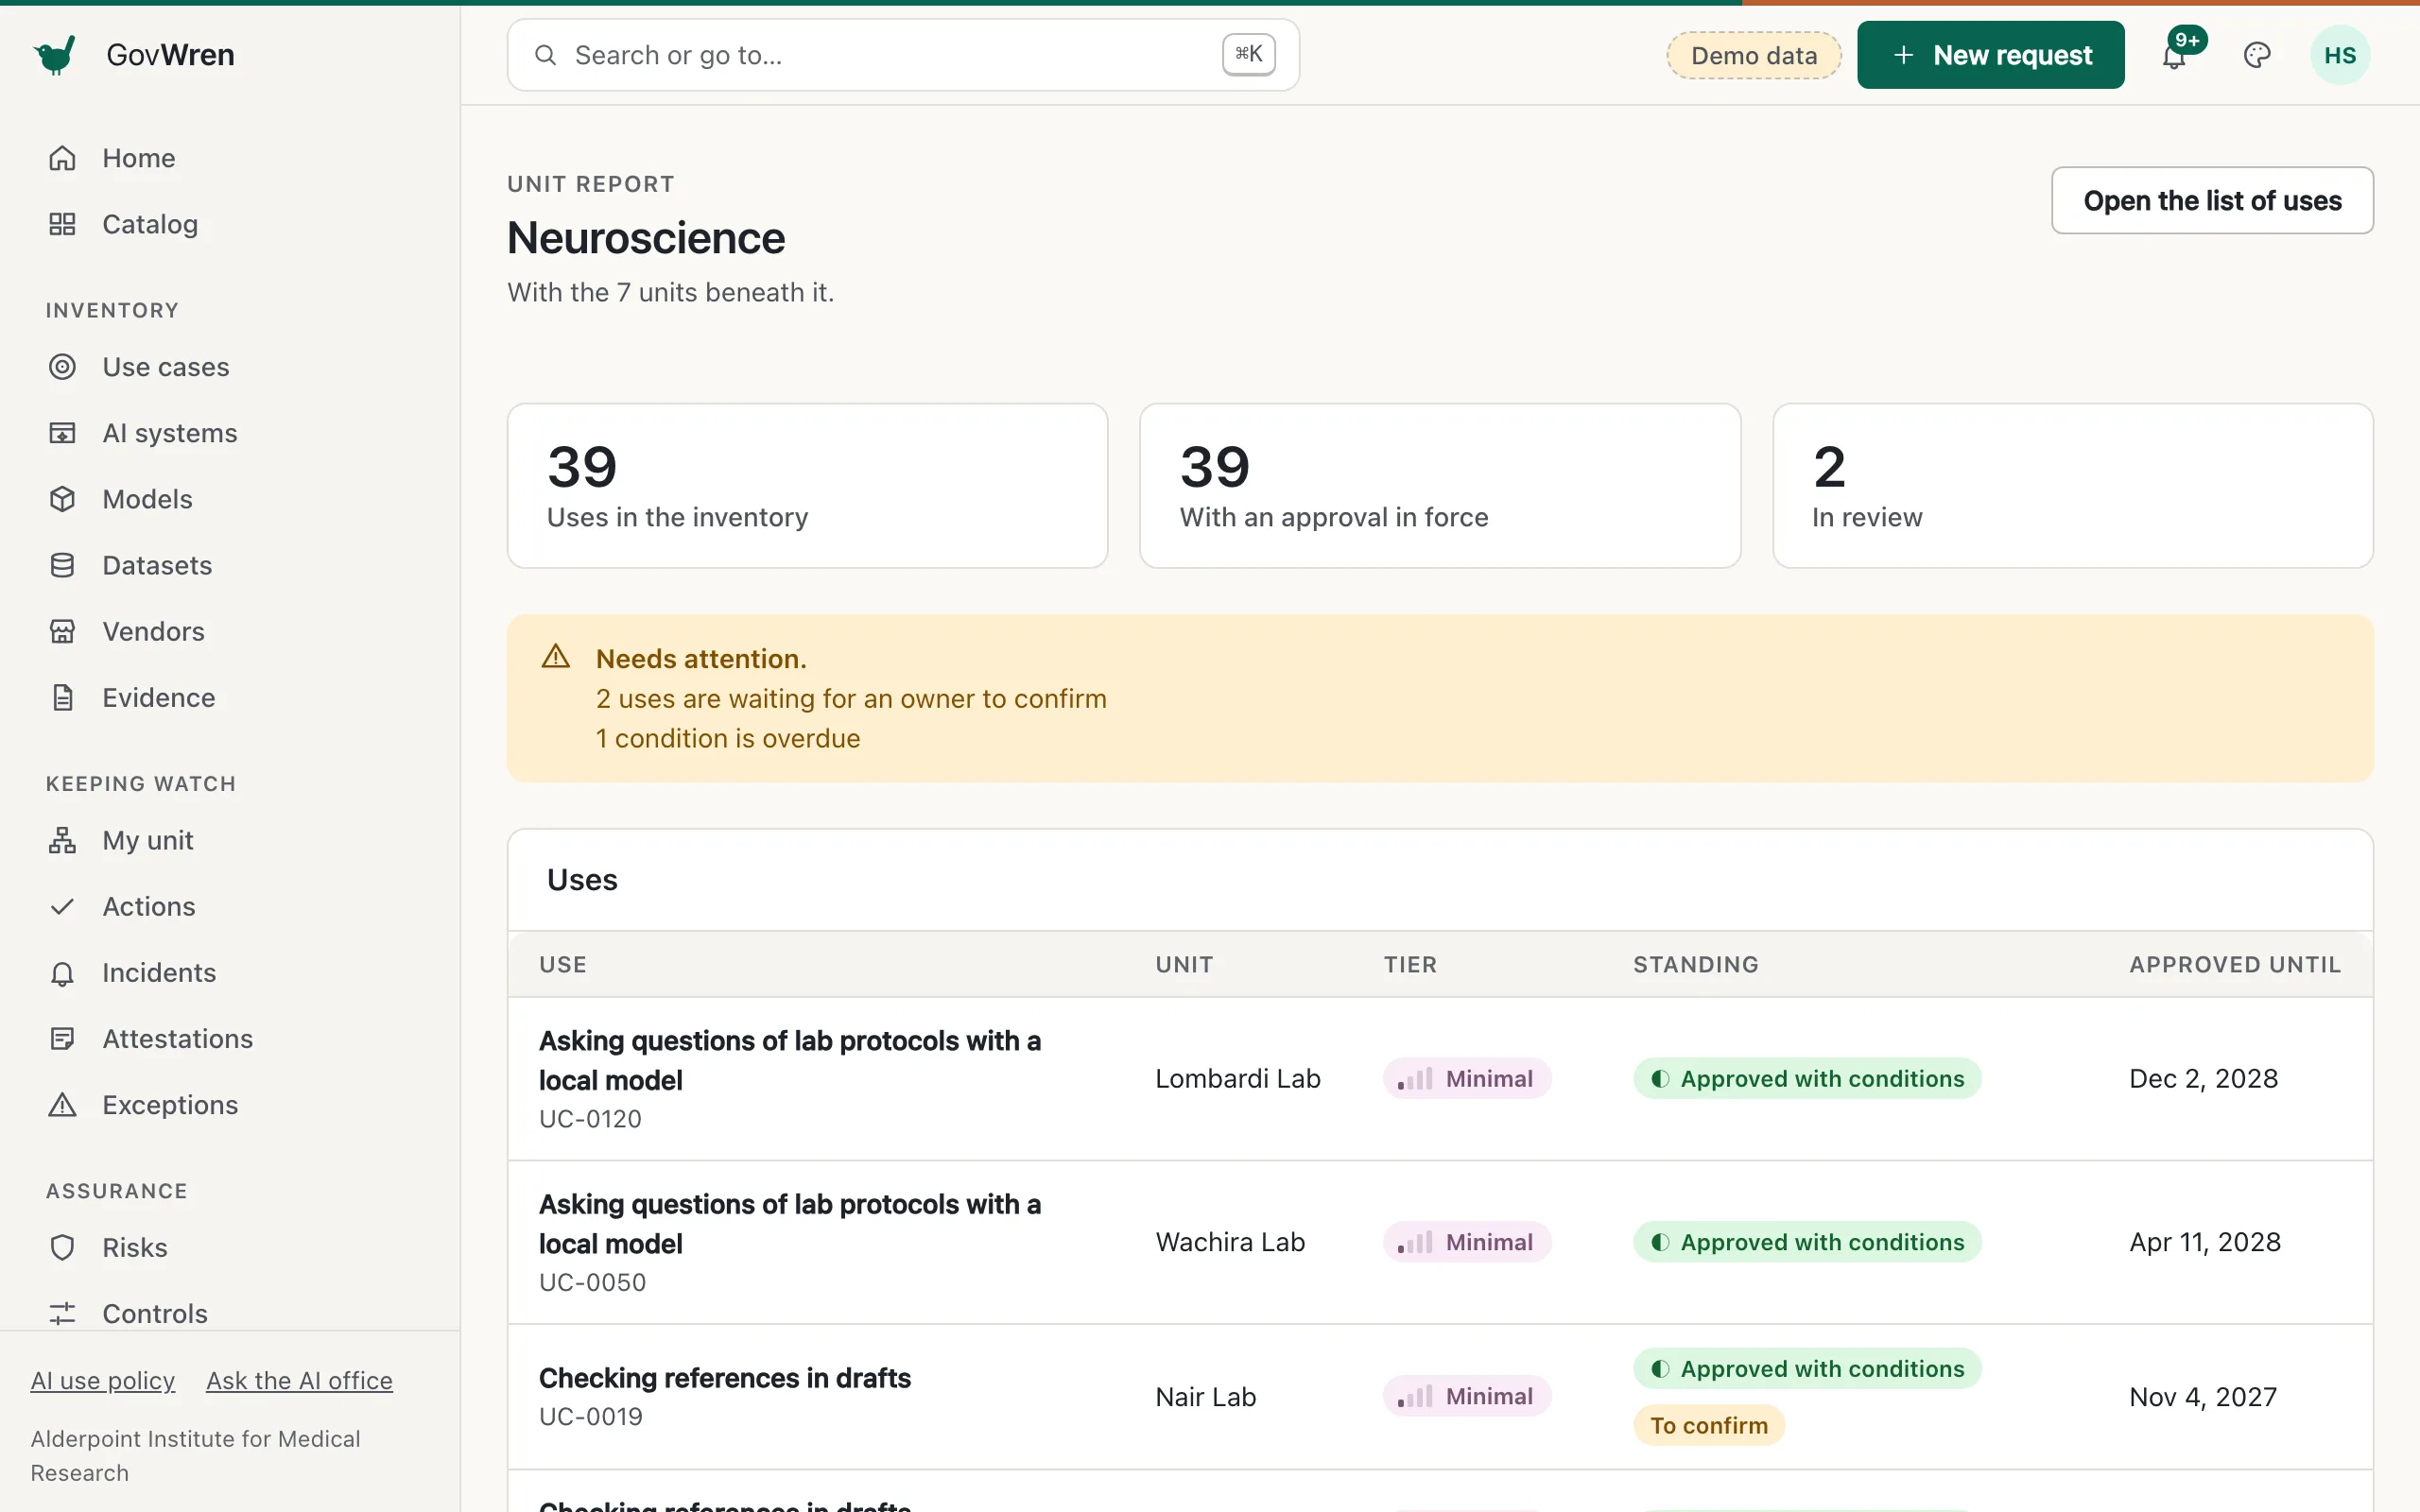 GovWren
Search or go to...
⌘K
Demo data
+ New request
9+
HS
Home
Catalog
INVENTORY
Use cases
AI systems
Models
Datasets
Vendors
Evidence
KEEPING WATCH
My unit
Actions
Incidents
Attestations
Exceptions
ASSURANCE
Risks
Controls
AI use policy
Ask the AI office
Alderpoint Institute for Medical
Research
UNIT REPORT
Neuroscience
With the 7 units beneath it.
Open the list of uses
39
Uses in the inventory
39
With an approval in force
2
In review
Needs attention.
2 uses are waiting for an owner to confirm
1 condition is overdue
Uses
USE UNIT TIER STANDING APPROVED UNTIL
Asking questions of lab protocols with a
local model
UC-0120
Lombardi Lab
Minimal
Approved with conditions
Dec 2, 2028
Asking questions of lab protocols with a
local model
UC-0050
Wachira Lab
Minimal
Approved with conditions
Apr 11, 2028
Checking references in drafts
UC-0019
Nair Lab
Minimal
Approved with conditions
To confirm
Nov 4, 2027
Checking references in drafts